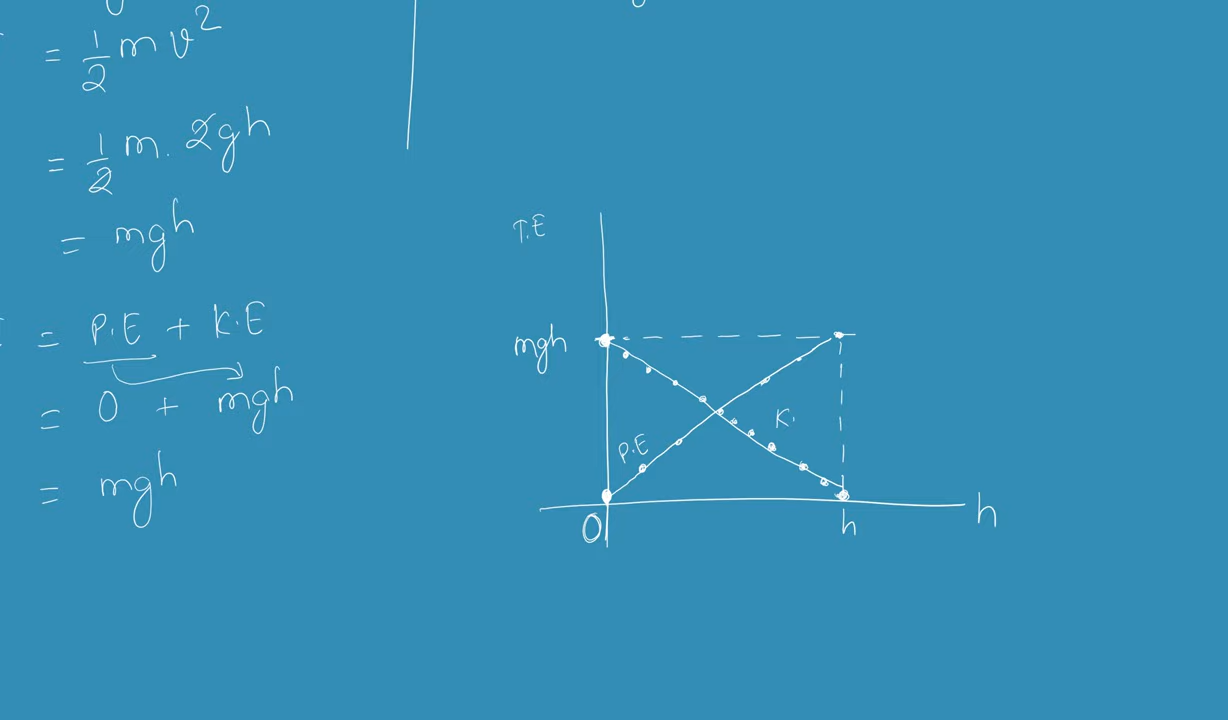 = 1/2 m v²
= 1/2 m. 2gh
= mgh
= P.E + K.E
= 0 + mgh
= mgh
T.E
mgh
P.E
K.
0
h
h